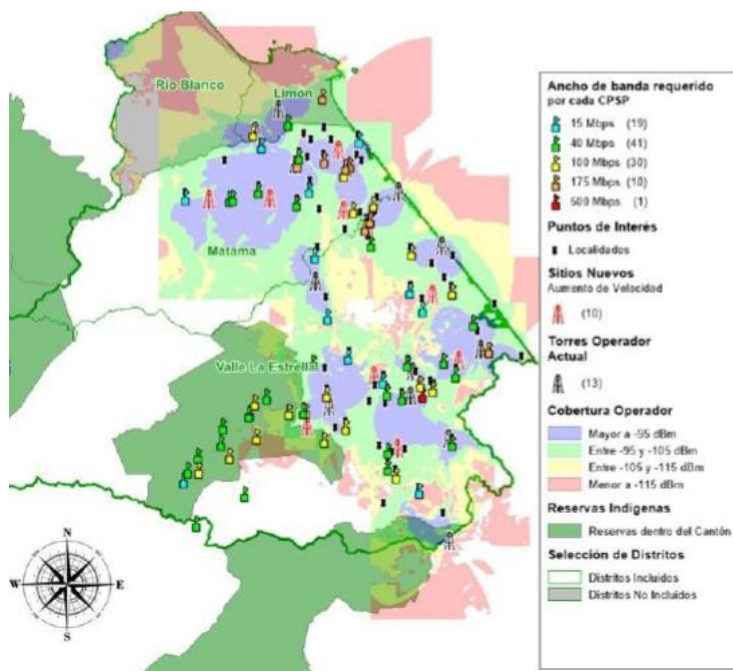 Río Blanco
Limon
Matama
Valle La Estrella
N
W
E
S
Ancho de banda requerido
por cada CPSP
15 Mbps (19)
40 Mbps (41)
100 Mbps (30)
175 Mbps (10)
500 Mbps (1)
Puntos de Interés
Localidades
Sitios Nuevos
Aumento de Velocidad
(10)
Torres Operador
Actual
(13)
Cobertura Operador
Mayor a -95 dBm
Entre -95 y -105 dBm
Entre -105 y -115 dBm
Menor a -115 dBm
Reservas Indigenas
Reservas dentro del Cantón
Selección de Distritos
Distritos Incluidos
Distritos No Incluidos